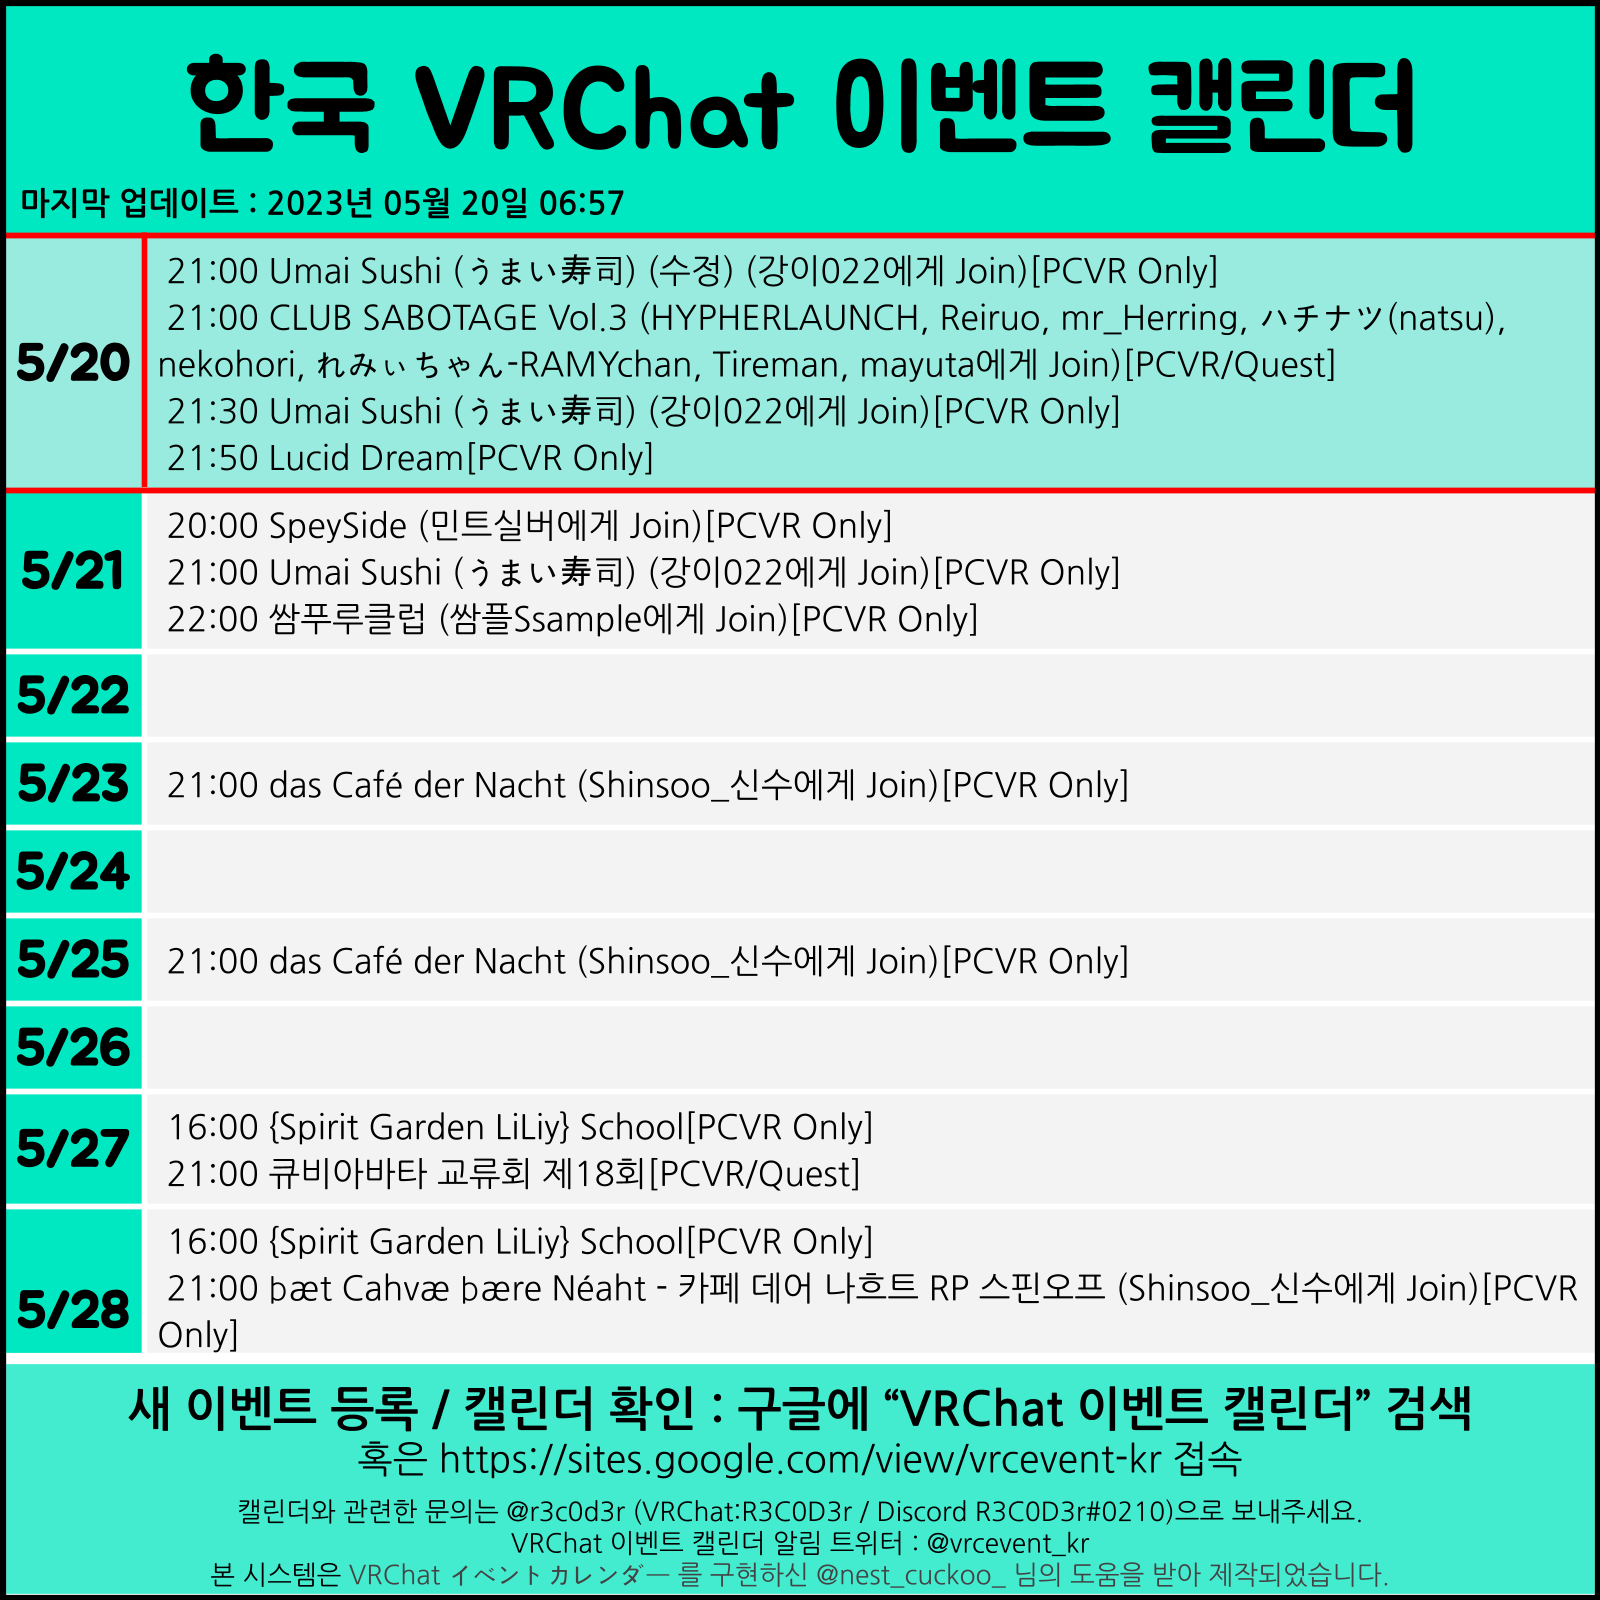 한국 VRChat 이벤트 캘린더
마지막 업데이트 : 2023년 05월 20일 06:57
5/20
21:00 Umai Sushi (うまい寿司) (수정) (강이022에게 Join)[PCVR Only]
21:00 CLUB SABOTAGE Vol.3 (HYPHERLAUNCH, Reiruo, mr_Herring, ハチナツ(natsu),
nekohori, れみぃちゃん-RAMYchan, Tireman, mayuta에게 Join)[PCVR/Quest]
21:30 Umai Sushi (うまい寿司) (강이022에게 Join)[PCVR Only]
21:50 Lucid Dream[PCVR Only]
5/21
20:00 SpeySide (민트실버에게 Join)[PCVR Only]
21:00 Umai Sushi (うまい寿司) (강이022에게 Join)[PCVR Only]
22:00 쌈푸루클럽 (쌈플Ssample에게 Join)[PCVR Only]
5/22
5/23
21:00 das Café der Nacht (Shinsoo_신수에게 Join)[PCVR Only]
5/24
5/25
21:00 das Café der Nacht (Shinsoo_신수에게 Join)[PCVR Only]
5/26
5/27
16:00 {Spirit Garden LiLiy} School[PCVR Only]
21:00 큐비아바타 교류회 제18회[PCVR/Quest]
5/28
16:00 {Spirit Garden LiLiy} School[PCVR Only]
21:00 þæt Cahvæ þære Néaht - 카페 데어 나흐트 RP 스핀오프 (Shinsoo_신수에게 Join)[PCVR
Only]
새 이벤트 등록 / 캘린더 확인 : 구글에 “VRChat 이벤트 캘린더” 검색
혹은 https://sites.google.com/view/vrcevent-kr 접속
캘린더와 관련한 문의는 @r3c0d3r (VRChat:R3C0D3r / Discord R3C0D3r#0210)으로 보내주세요.
VRChat 이벤트 캘린더 알림 트위터 : @vrcevent_kr
본 시스템은 VRChat イベントカレンダー 를 구현하신 @nest_cuckoo_ 님의 도움을 받아 제작되었습니다.